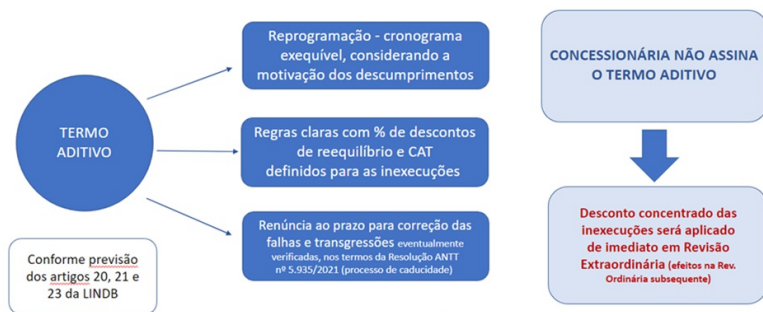 TERMO
ADITIVO
Conforme previsão
dos artigos 20, 21 e
23 da LINDB
Reprogramação - cronograma
exequível, considerando a
motivação dos descumprimentos
Regras claras com % de descontos
de reequilíbrio e CAT
definidos para as inexecuções
Renúncia ao prazo para correção das
falhas e transgressões eventualmente
verificadas, nos termos da Resolução ANTT
nº 5.935/2021 (processo de caducidade)
CONCESSIONÁRIA NÃO ASSINA
O TERMO ADITIVO
Desconto concentrado das
inexecuções será aplicado
de imediato em Revisão
Extraordinária (efeitos na Rev.
Ordinária subsequente)